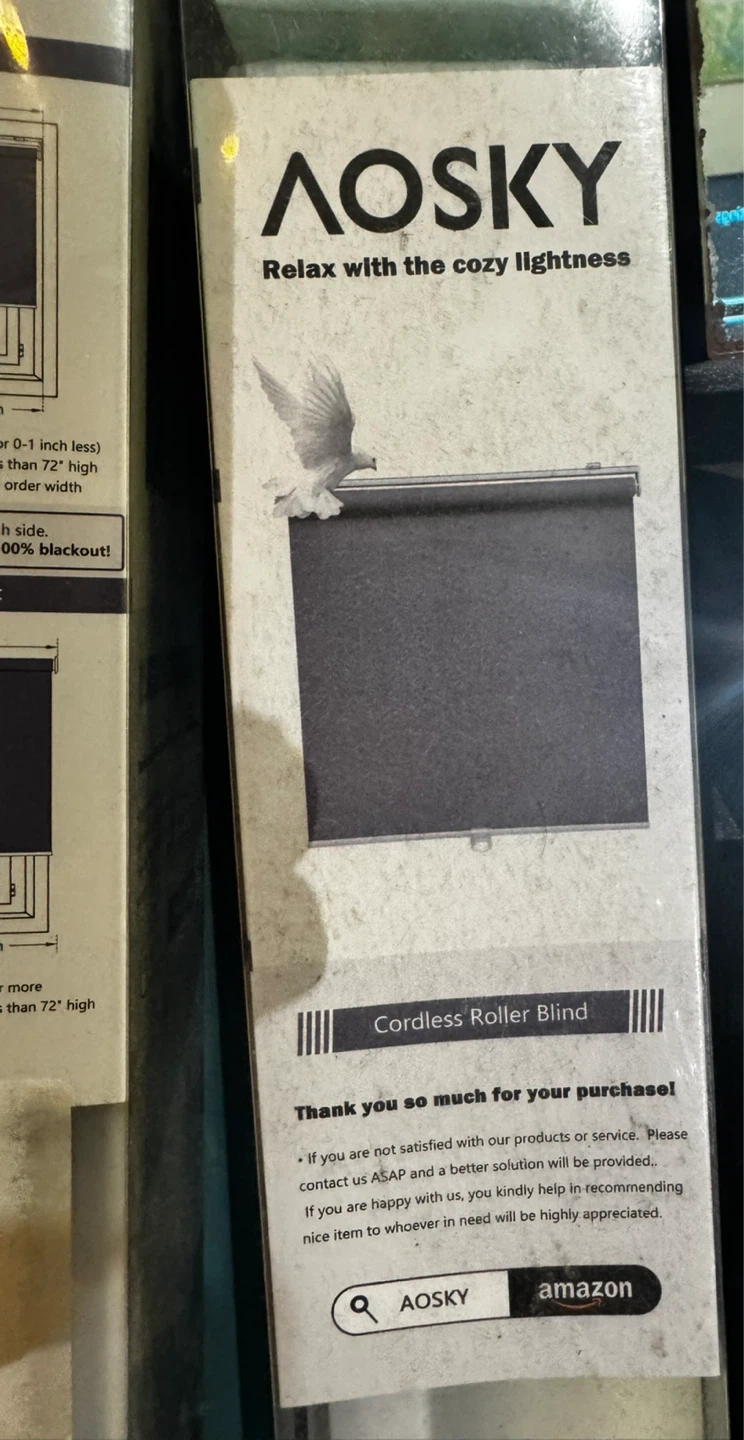 or 0-1 inch less)
than 72" high
order width
h side.
00% blackout!
r more
than 72" high
AOSKY
Relax with the cozy lightness
Cordless Roller Blind
Thank you so much for your purchase!
• If you are not satisfied with our products or service. Please
contact us ASAP and a better solution will be provided..
If you are happy with us, you kindly help in recommending
nice item to whoever in need will be highly appreciated.
AOSKY amazon